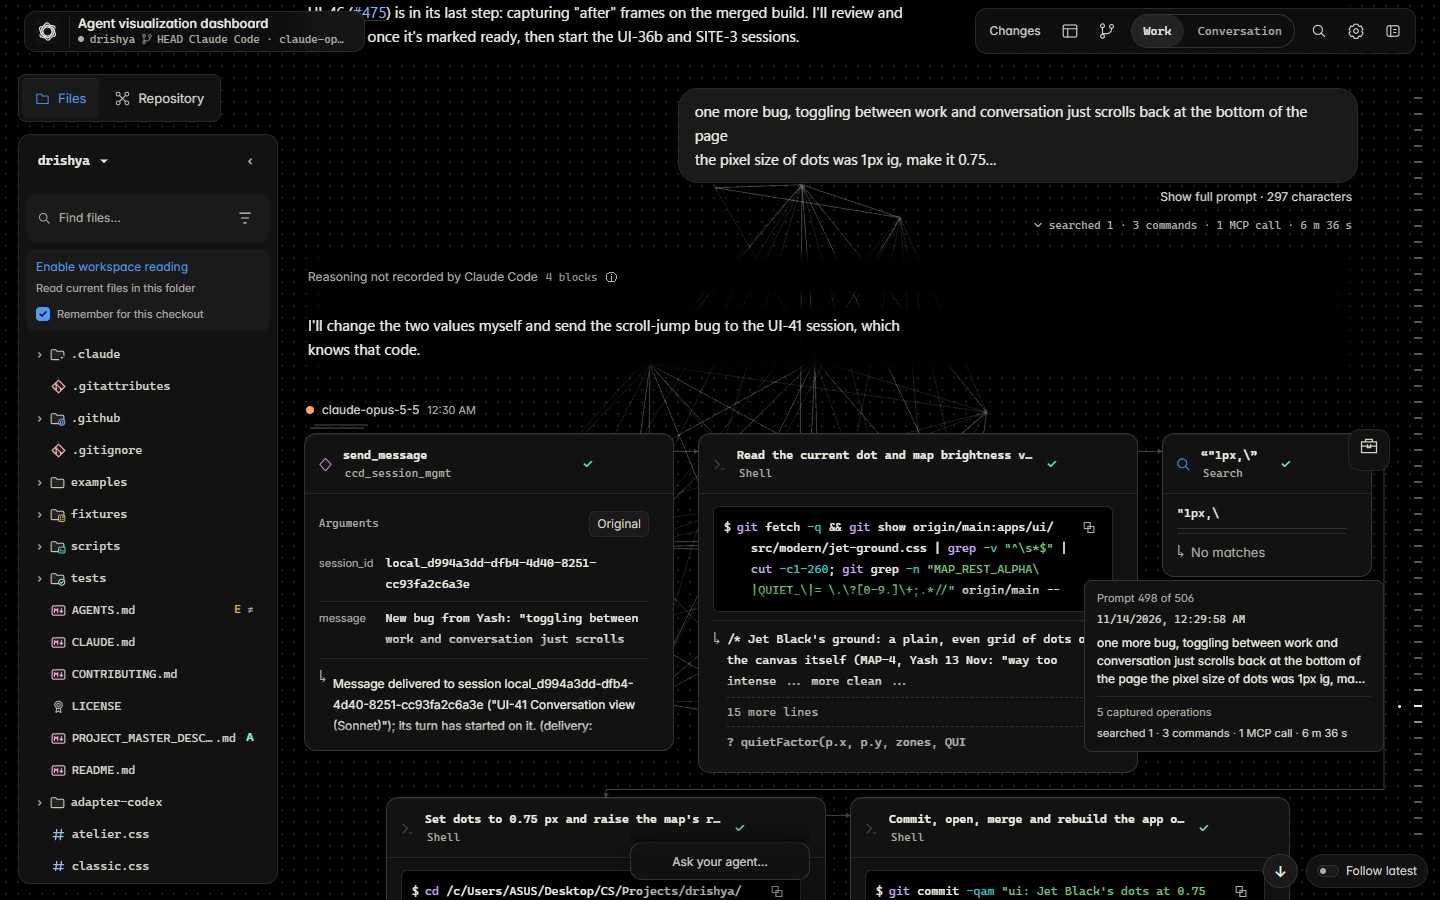 UI-46 (#475) is in its last step: capturing "after" frames on the merged build. I'll review and
once it's marked ready, then start the UI-36b and SITE-3 sessions.
Agent visualization dashboard
drishya HEAD Claude Code · claude-op…
Changes
Work
Conversation
Files
Repository
one more bug, toggling between work and conversation just scrolls back at the bottom of the
page
the pixel size of dots was 1px ig, make it 0.75...
Show full prompt · 297 characters
searched 1 · 3 commands · 1 MCP call · 6 m 36 s
drishya
Find files...
Enable workspace reading
Read current files in this folder
Remember for this checkout
.claude
.gitattributes
.github
.gitignore
examples
fixtures
scripts
tests
AGENTS.md E ≠
CLAUDE.md
CONTRIBUTING.md
LICENSE
PROJECT_MASTER_DESC… .md A
README.md
adapter-codex
atelier.css
classic.css
Reasoning not recorded by Claude Code 4 blocks
I'll change the two values myself and send the scroll-jump bug to the UI-41 session, which
knows that code.
claude-opus-5-5 12:30 AM
send_message
ccd_session_mgmt
Arguments
Original
session_id local_d994a3dd-dfb4-4d40-8251-
cc93fa2c6a3e
message New bug from Yash: "toggling between
work and conversation just scrolls
↳ Message delivered to session local_d994a3dd-dfb4-
4d40-8251-cc93fa2c6a3e ("UI-41 Conversation view
(Sonnet)"); its turn has started on it. (delivery:
Read the current dot and map brightness v…
Shell
$ git fetch -q && git show origin/main:apps/ui/
src/modern/jet-ground.css | grep -v "^\s*$" |
cut -c1-260; git grep -n "MAP_REST_ALPHA\
|QUIET_\|= \.\?[0-9.]\+;.*//" origin/main --
↳ /* Jet Black's ground: a plain, even grid of dots o
the canvas itself (MAP-4, Yash 13 Nov: "way too
intense … more clean …
15 more lines
? quietFactor(p.x, p.y, zones, QUI
“"1px,\”
Search
"1px,\
↳ No matches
Prompt 498 of 506
11/14/2026, 12:29:58 AM
one more bug, toggling between work and
conversation just scrolls back at the bottom of
the page the pixel size of dots was 1px ig, ma...
5 captured operations
searched 1 · 3 commands · 1 MCP call · 6 m 36 s
Set dots to 0.75 px and raise the map's r…
Shell
$ cd /c/Users/ASUS/Desktop/CS/Projects/drishya/
Commit, open, merge and rebuild the app o…
Shell
$ git commit -qam "ui: Jet Black's dots at 0.75
Ask your agent...
Follow latest